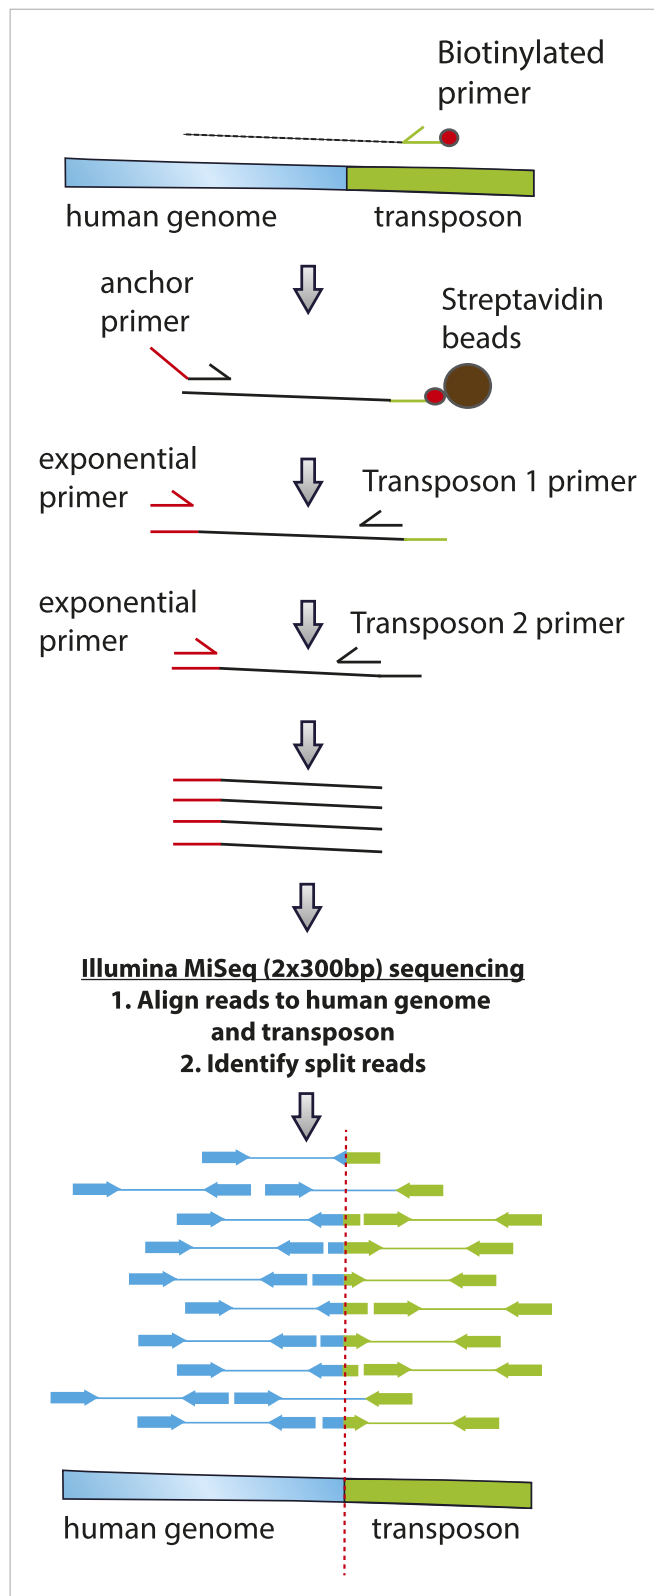 Biotinylated
primer
human genome
transposon
anchor
primer
Streptavidin
beads
exponential
primer
Transposon 1 primer
exponential
primer
Transposon 2 primer
Illumina MiSeq (2x300bp) sequencing
1. Align reads to human genome
and transposon
2. Identify split reads
human genome
transposon